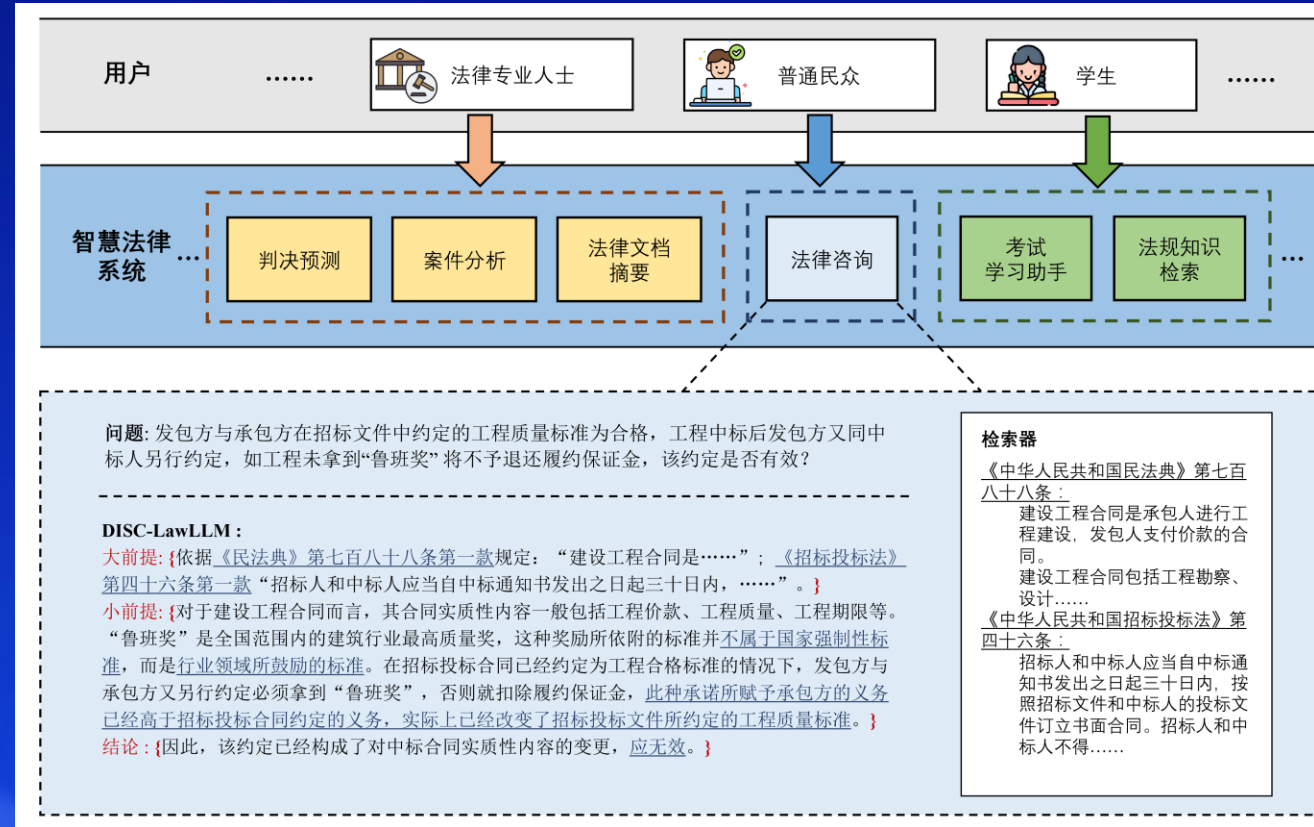 用户
......
法律专业人士
普通民众
学生
......
智慧法律
系统
...
判决预测
案件分析
法律文档
摘要
法律咨询
考试
学习助手
法规知识
检索
...
问题: 发包方与承包方在招标文件中约定的工程质量标准为合格，工程中标后发包方又同中
标人另行约定，如工程未拿到“鲁班奖” 将不予退还履约保证金，该约定是否有效？
DISC-LawLLM :
大前提: {依据《民法典》第七百八十八条第一款规定：“建设工程合同是……”; 《招标投标法》
第四十六条第一款“招标人和中标人应当自中标通知书发出之日起三十日内，……”。}
小前提: {对于建设工程合同而言，其合同实质性内容一般包括工程价款、工程质量、工程期限等。
“鲁班奖”是全国范围内的建筑行业最高质量奖，这种奖励所依附的标准并不属于国家强制性标
准，而是行业领域所鼓励的标准。在招标投标合同已经约定为工程合格标准的情况下，发包方与
承包方又另行约定必须拿到“鲁班奖”，否则就扣除履约保证金，此种承诺所赋予承包方的义务
已经高于招标投标合同约定的义务，实际上已经改变了招标投标文件所约定的工程质量标准。}
结论 : {因此，该约定已经构成了对中标合同实质性内容的变更，应无效。}
检索器
《中华人民共和国民法典》第七百
八十八条：
建设工程合同是承包人进行工
程建设，发包人支付价款的合
同。
建设工程合同包括工程勘察、
设计……
《中华人民共和国招标投标法》第
四十六条：
招标人和中标人应当自中标通
知书发出之日起三十日内，按
照招标文件和中标人的投标文
件订立书面合同。招标人和中
标人不得……